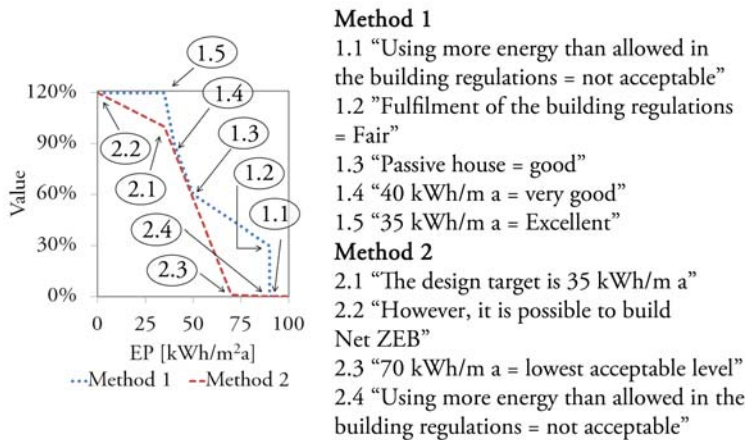 1.5
120%
1.4
90%
2.2
1.3
2.1
1.2
60%
2.4
1.1
30%
2.3
0%
0 25 50 75 100
Value
EP [kWh/m²a]
Method 1 Method 2
Method 1
1.1 “Using more energy than allowed in
the building regulations = not acceptable”
1.2 ”Fulfilment of the building regulations
= Fair”
1.3 “Passive house = good”
1.4 “40 kWh/m a = very good”
1.5 “35 kWh/m a = Excellent”
Method 2
2.1 “The design target is 35 kWh/m a”
2.2 “However, it is possible to build
Net ZEB”
2.3 “70 kWh/m a = lowest acceptable level”
2.4 “Using more energy than allowed in the
building regulations = not acceptable”